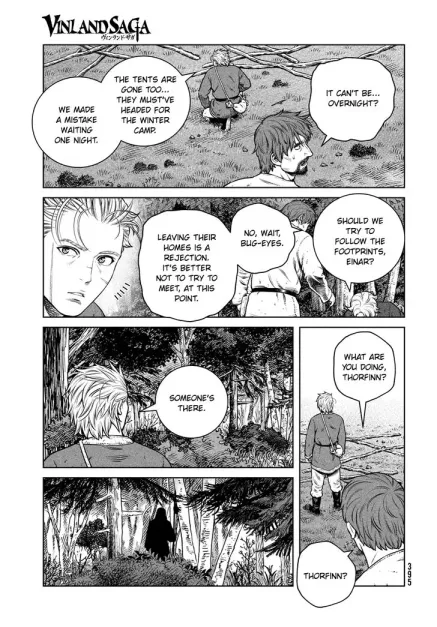 VINLAND SAGA
ヴィンランド・サガ
IT CAN'T BE...
OVERNIGHT?
THE TENTS
ARE GONE
TOO...
THEY MUST'VE
HEADED FOR
THE WINTER
CAMP.
WE MADE
A MISTAKE
WAITING
ONE NIGHT.
SHOULD WE
TRY TO
FOLLOW THE
FOOTPRINTS,
EINAR?
NO, WAIT,
BUG-EYES.
LEAVING THEIR
HOMES IS A
REJECTION.
IT'S BETTER
NOT TO TRY
TO MEET, AT
THIS POINT.
WHAT ARE
YOU DOING,
THORFINN?
SOMEONE'S
THERE.
THORFINN?
395